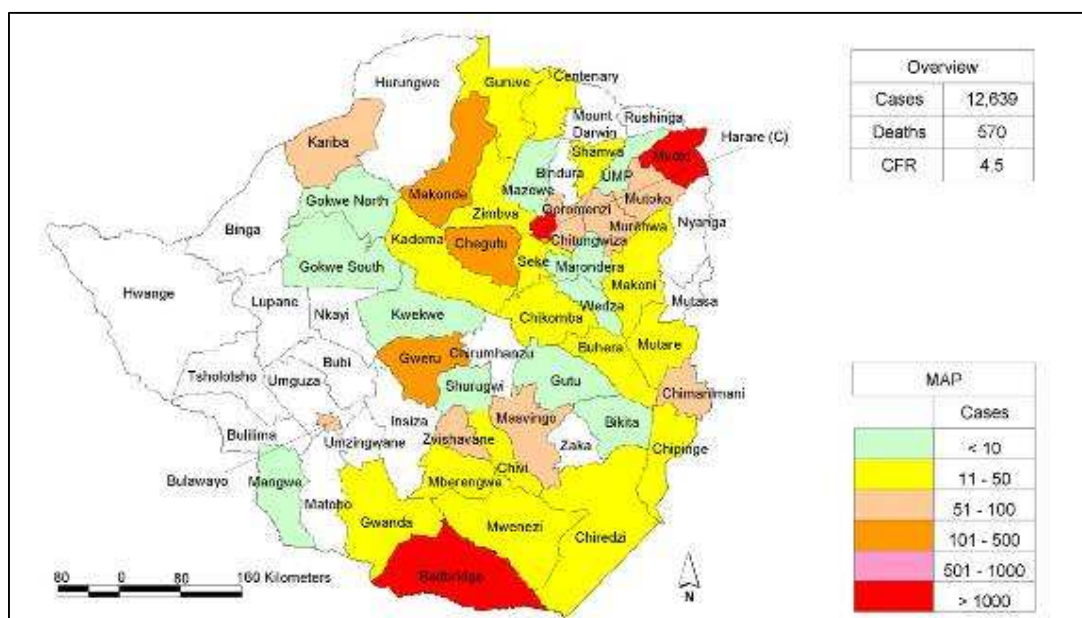 Hurungwe
Guruve
Centenary
Mount
Darwin
Rushinga
Harare (C)
Kariba
Shamva
Mudzi
Makonde
Bindura
UMP
Mazowe
Mutoko
Gokwe North
Zimbva
Goromenzi
Nyanga
Binga
Kadoma
Chegutu
Chitungwiza
Murehwa
Gokwe South
Seke
Marondera
Makoni
Hwange
Lupane
Nkayi
Kwekwe
Wedza
Mutasa
Chikomba
Bubi
Gweru
Chirumhanzu
Buhera
Mutare
Tsholotsho
Umguza
Shurugwi
Gutu
Chimanimani
Insiza
Masvingo
Bikita
Bulilima
Umzingwane
Zvishavane
Zaka
Chipinge
Bulawayo
Mangwe
Matobo
Mberengwa
Chivi
Gwanda
Mwenezi
Chiredzi
Beitbridge
80 0 80 160 Kilometers
N
Overview
Cases 12,639
Deaths 570
CFR 4.5
MAP
Cases
< 10
11 - 50
51 - 100
101 - 500
501 - 1000
> 1000